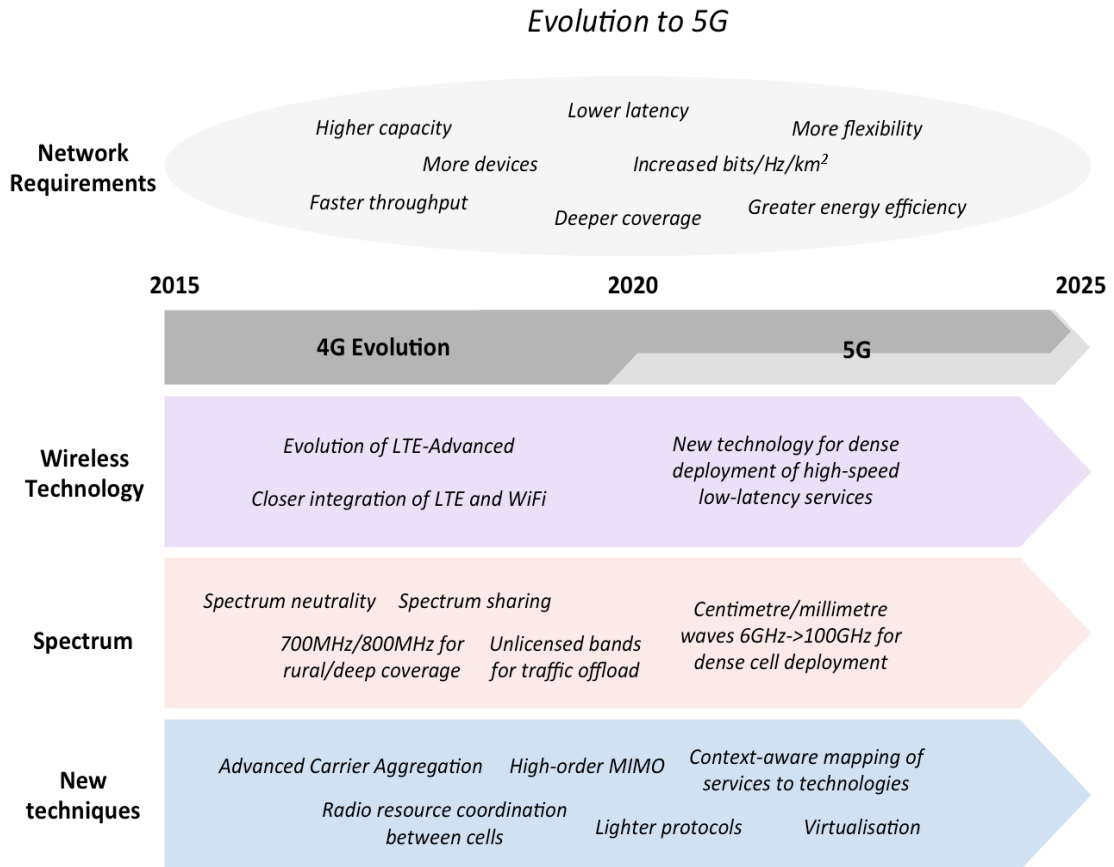 Evolution to 5G
Network
Requirements
Higher capacity
Lower latency
More flexibility
More devices
Increased bits/Hz/km²
Faster throughput
Deeper coverage
Greater energy efficiency
2015
2020
2025
4G Evolution
5G
Wireless
Technology
Evolution of LTE-Advanced
Closer integration of LTE and WiFi
New technology for dense
deployment of high-speed
low-latency services
Spectrum
Spectrum neutrality
Spectrum sharing
700MHz/800MHz for
rural/deep coverage
Unlicensed bands
for traffic offload
Centimetre/millimetre
waves 6GHz->100GHz for
dense cell deployment
New
techniques
Advanced Carrier Aggregation
High-order MIMO
Context-aware mapping of
services to technologies
Radio resource coordination
between cells
Lighter protocols
Virtualisation